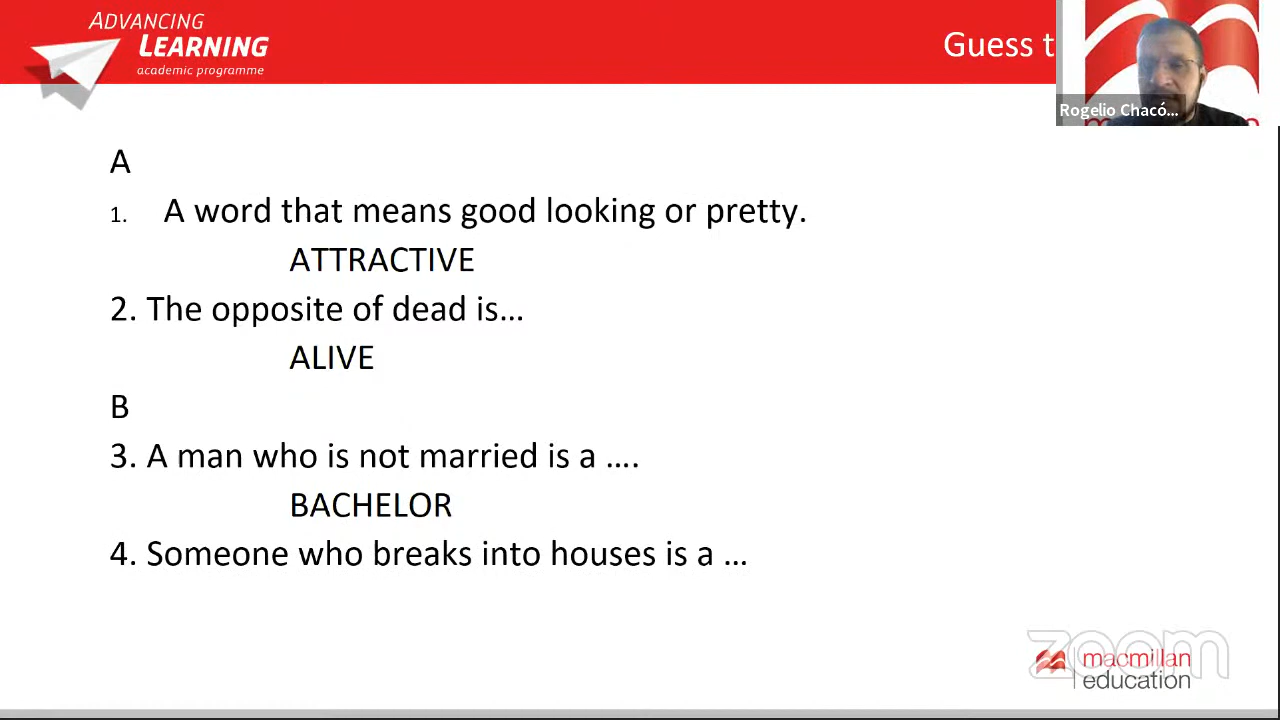 ADVANCING
LEARNING
academic programme
Guess t
Rogelio Chacó...
A
1. A word that means good looking or pretty.
ATTRACTIVE
2. The opposite of dead is...
ALIVE
B
3. A man who is not married is a ....
BACHELOR
4. Someone who breaks into houses is a ...
zoom
macmillan
education